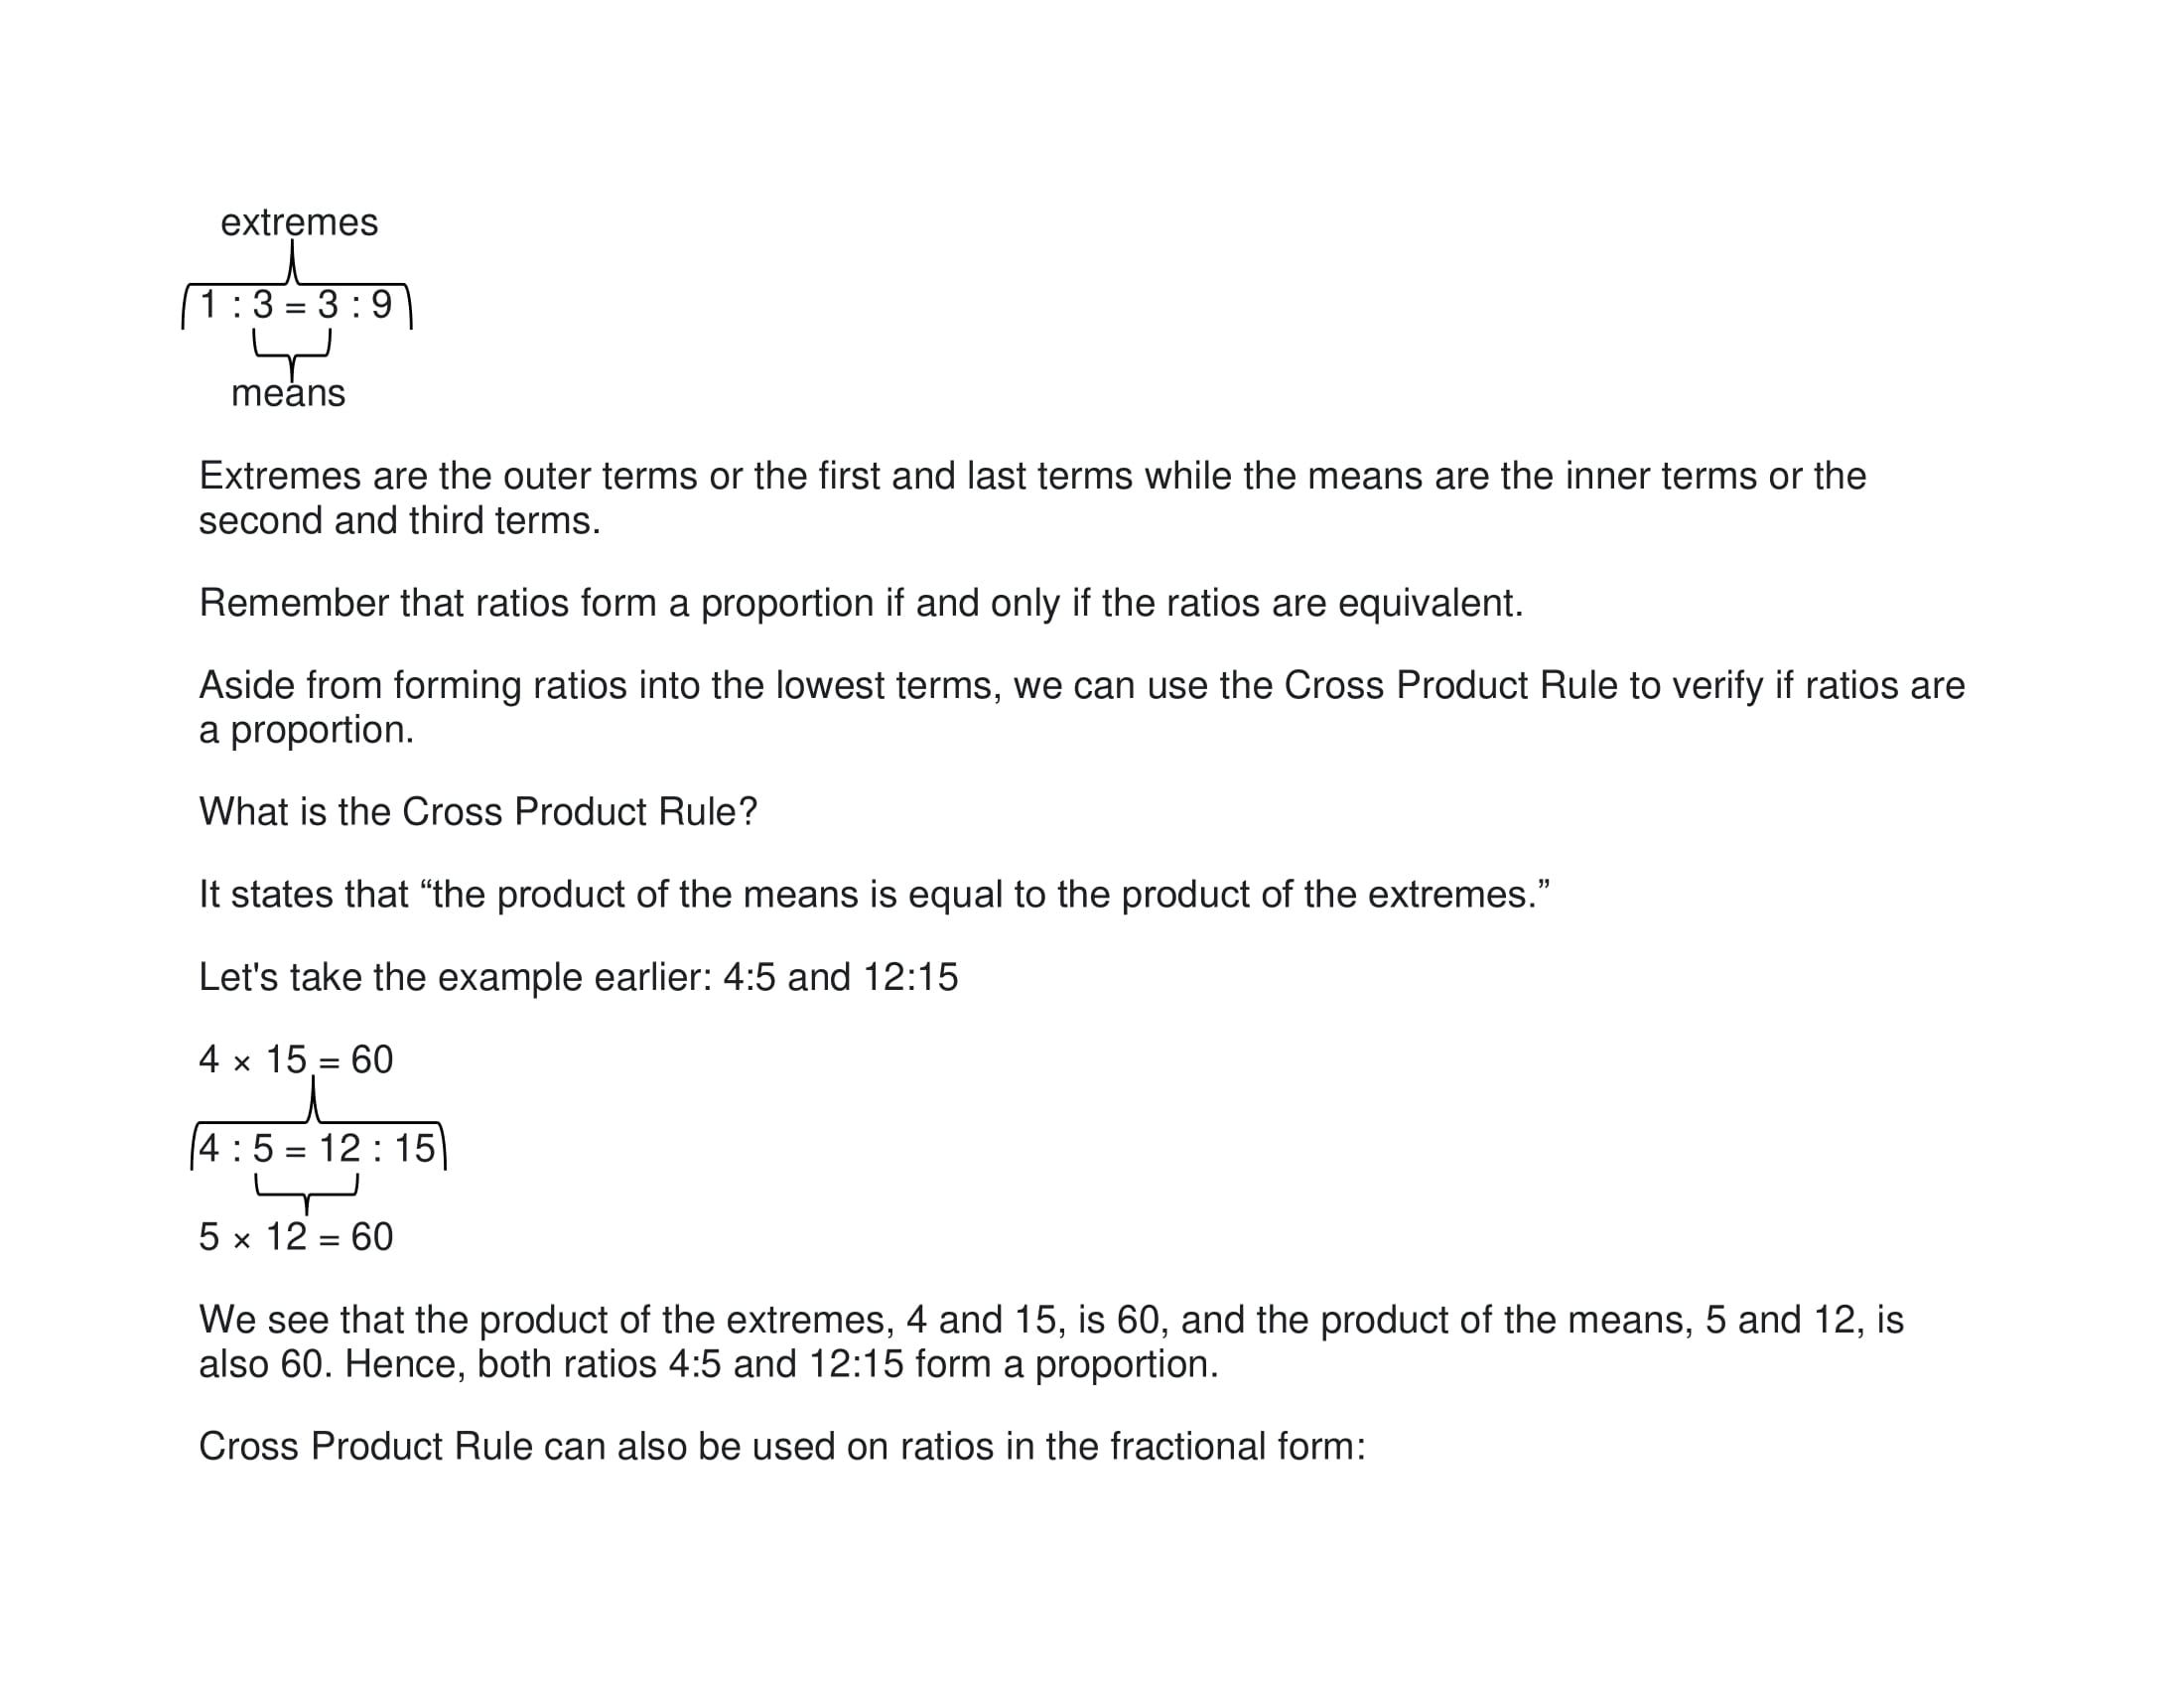 extremes
1 : 3 = 3 : 9
means
Extremes are the outer terms or the first and last terms while the means are the inner terms or the
second and third terms.
Remember that ratios form a proportion if and only if the ratios are equivalent.
Aside from forming ratios into the lowest terms, we can use the Cross Product Rule to verify if ratios are
a proportion.
What is the Cross Product Rule?
It states that “the product of the means is equal to the product of the extremes.”
Let's take the example earlier: 4:5 and 12:15
4 × 15 = 60
4 : 5 = 12 : 15
5 × 12 = 60
We see that the product of the extremes, 4 and 15, is 60, and the product of the means, 5 and 12, is
also 60. Hence, both ratios 4:5 and 12:15 form a proportion.
Cross Product Rule can also be used on ratios in the fractional form: